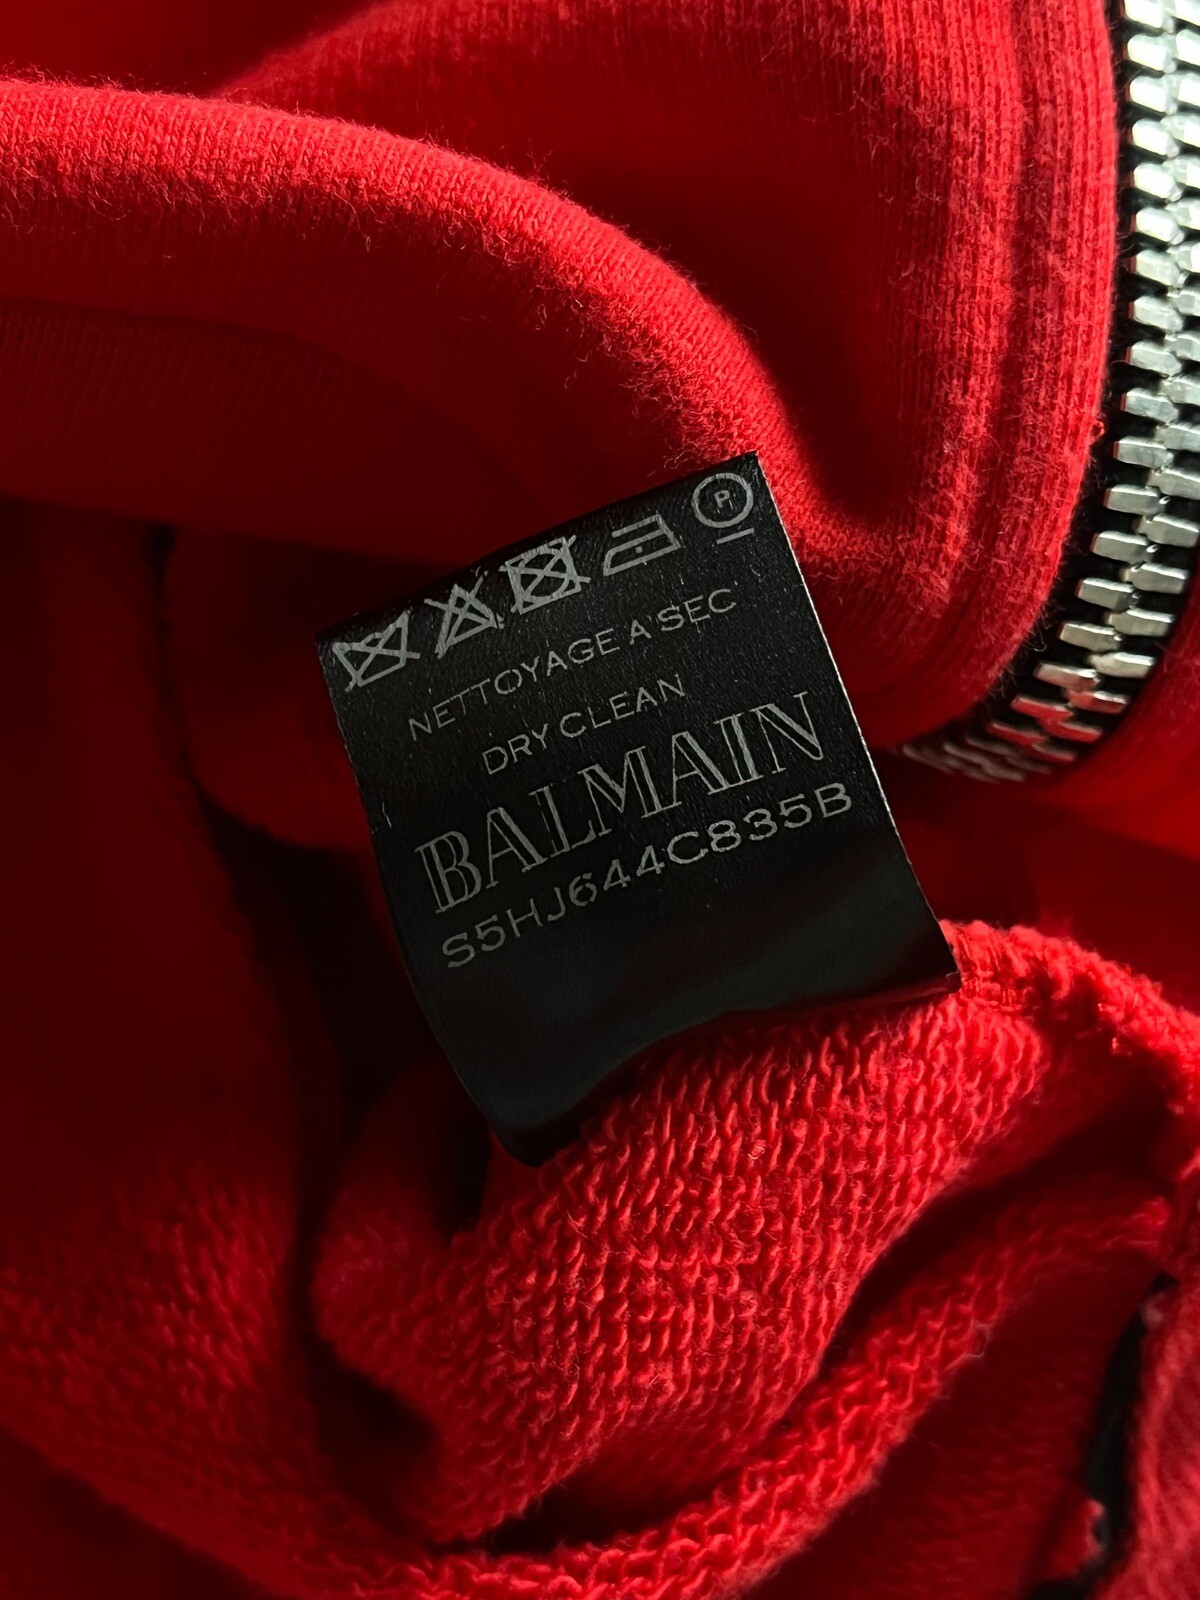 P
NETTOYAGE A SEC
DRY CLEAN
BALMAIN
S5HJ644C835B